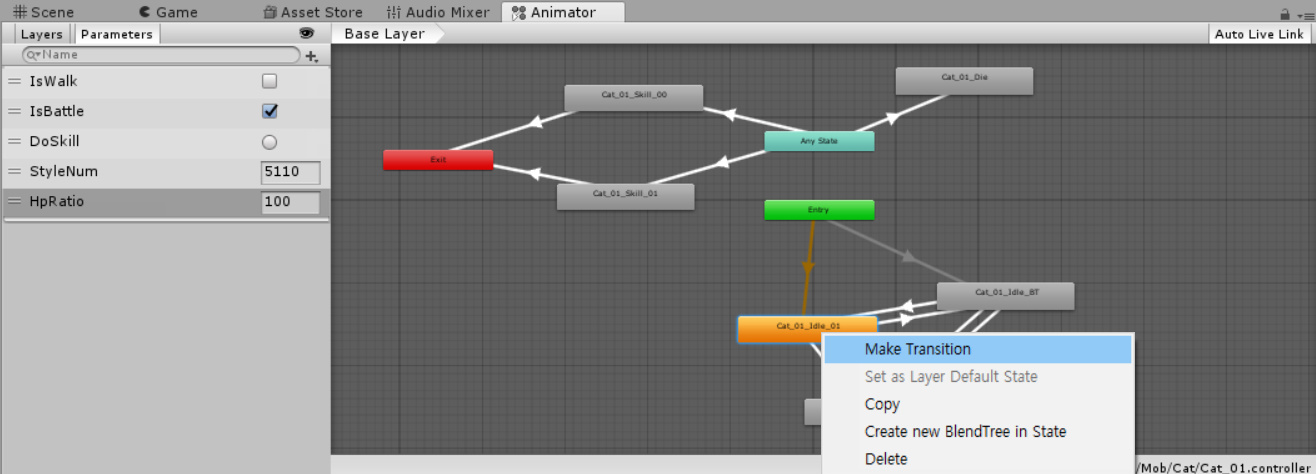 Scene Game Asset Store Audio Mixer Animator
Layers Parameters Base Layer Auto Live Link
Name
IsWalk
IsBattle
DoSkill
StyleNum 5110
HpRatio 100
Cat_01_Die
Cat_01_Skill_00
Any State
Exit
Cat_01_Skill_01
Entry
Cat_01_Idle_BT
Cat_01_Idle_01
Make Transition
Set as Layer Default State
Copy
Create new BlendTree in State
Delete
/Mob/Cat/Cat_01.controller